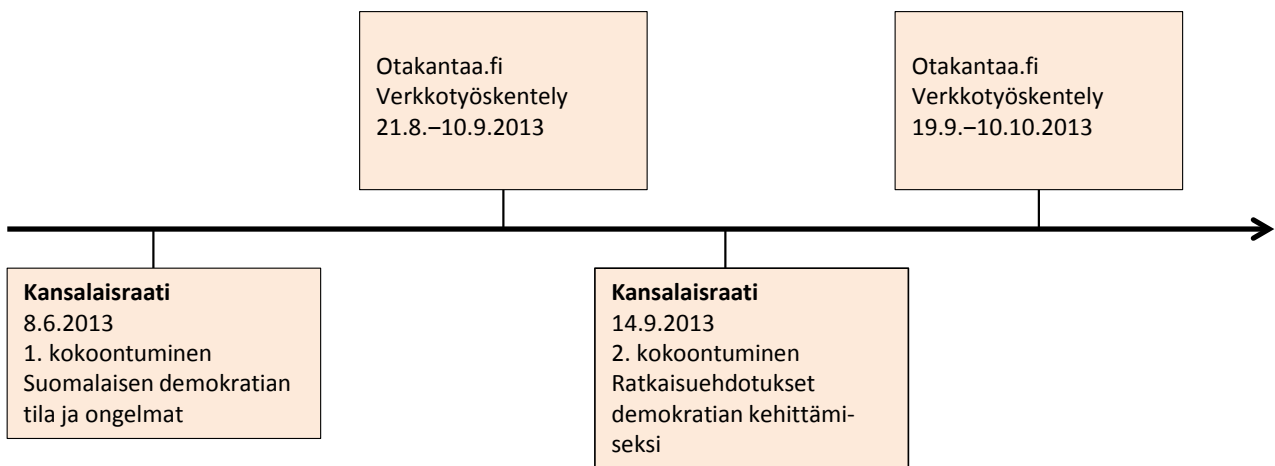 Otakantaa.fi
Verkkotyöskentely
21.8.–10.9.2013
Otakantaa.fi
Verkkotyöskentely
19.9.–10.10.2013
Kansalaisraati
8.6.2013
1. kokoontuminen
Suomalaisen demokratian
tila ja ongelmat
Kansalaisraati
14.9.2013
2. kokoontuminen
Ratkaisuehdotukset
demokratian kehittämi-
seksi